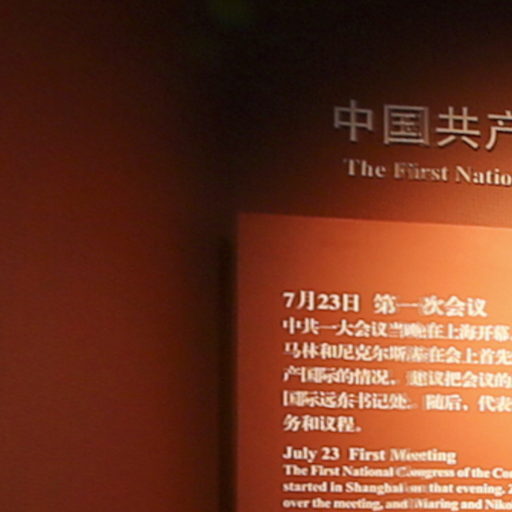 中国共产
The First Natio
7月23日 第一次会议
中共一大会议当晚在上海开幕
马林和尼克尔斯基在会上首先
产国际的情况，建议把会议的
国际远东书记处。随后，代表
务和议程。
July 23 First Meeting
The First National Congress of the Co
started in Shanghai on that evening.
over the meeting, and Maring and Niko